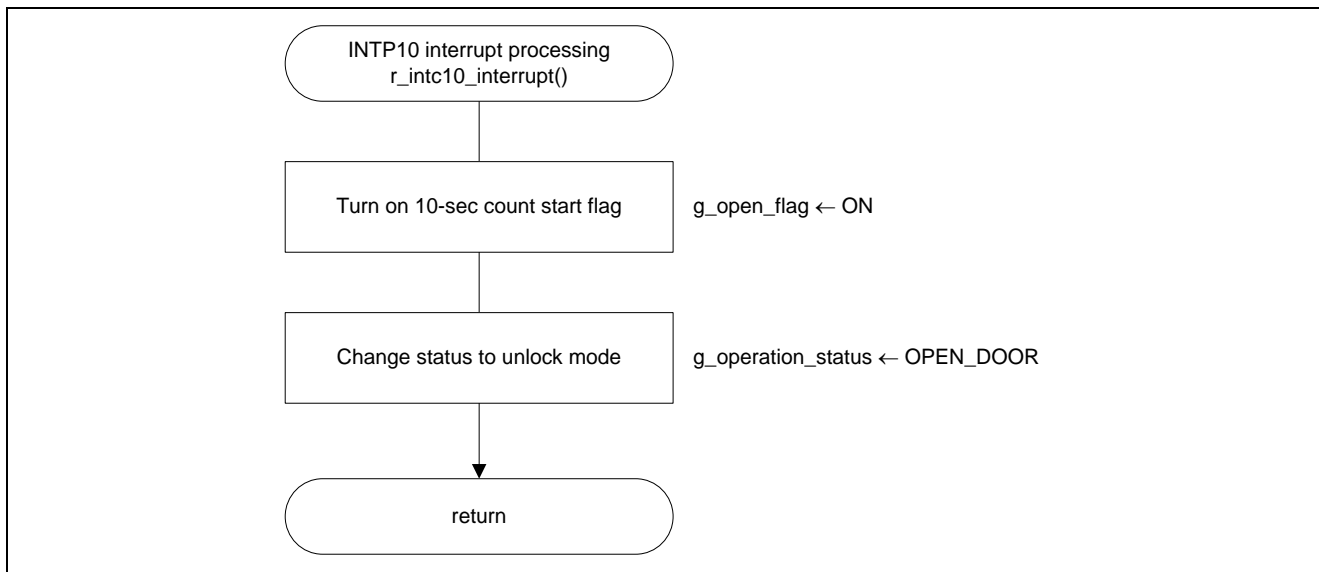 INTP10 interrupt processing
r_intc10_interrupt()
Turn on 10-sec count start flag
g_open_flag ← ON
Change status to unlock mode
g_operation_status ← OPEN_DOOR
return